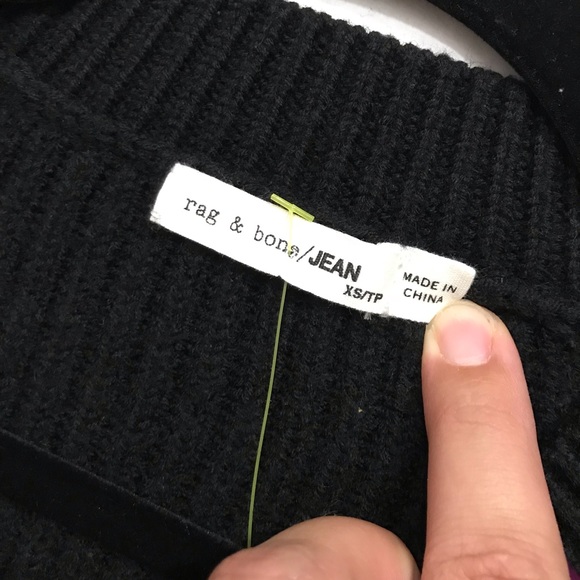 rag & bone/JEAN
XS/TP
MADE IN
CHINA